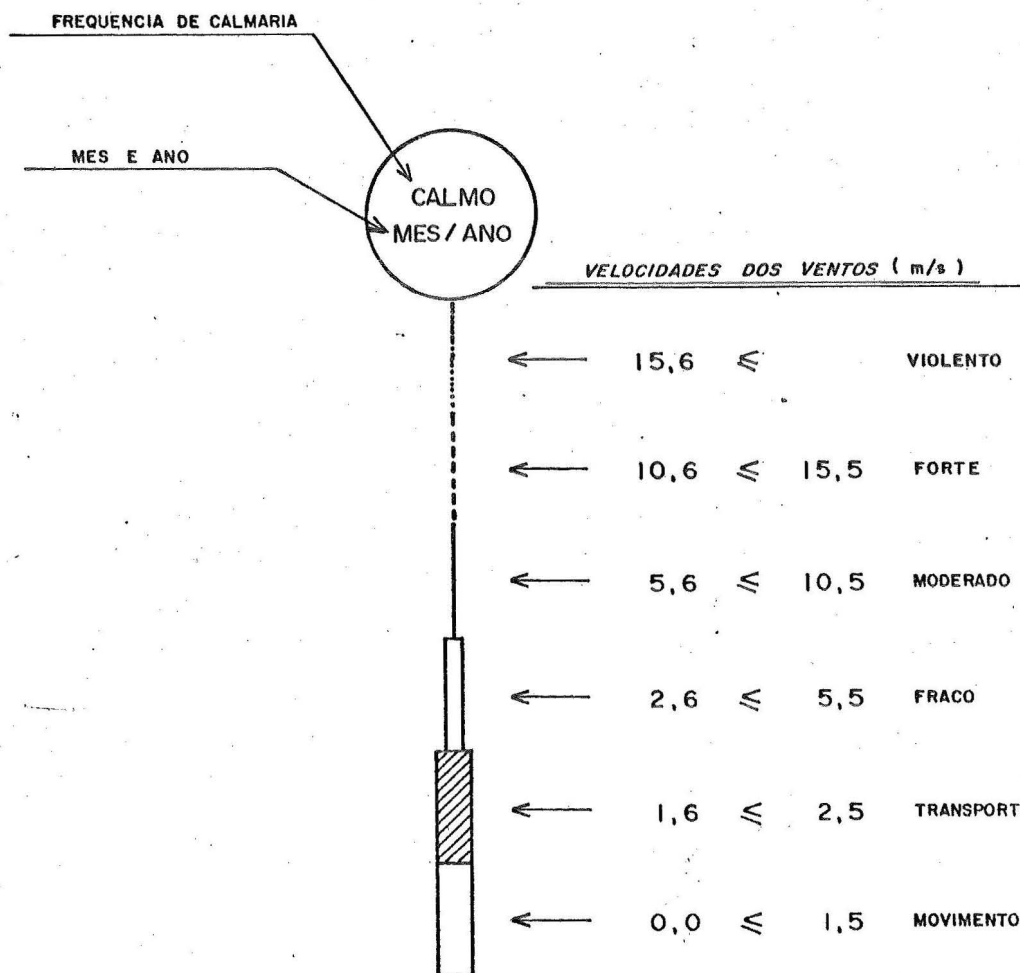 FREQUENCIA DE CALMARIA
MES E ANO
CALMO
MES/ANO
VELOCIDADES DOS VENTOS (m/s)
15,6 ≤ VIOLENTO
10,6 ≤ 15,5 FORTE
5,6 ≤ 10,5 MODERADO
2,6 ≤ 5,5 FRACO
1,6 ≤ 2,5 TRANSPORT
0,0 ≤ 1,5 MOVIMENTO